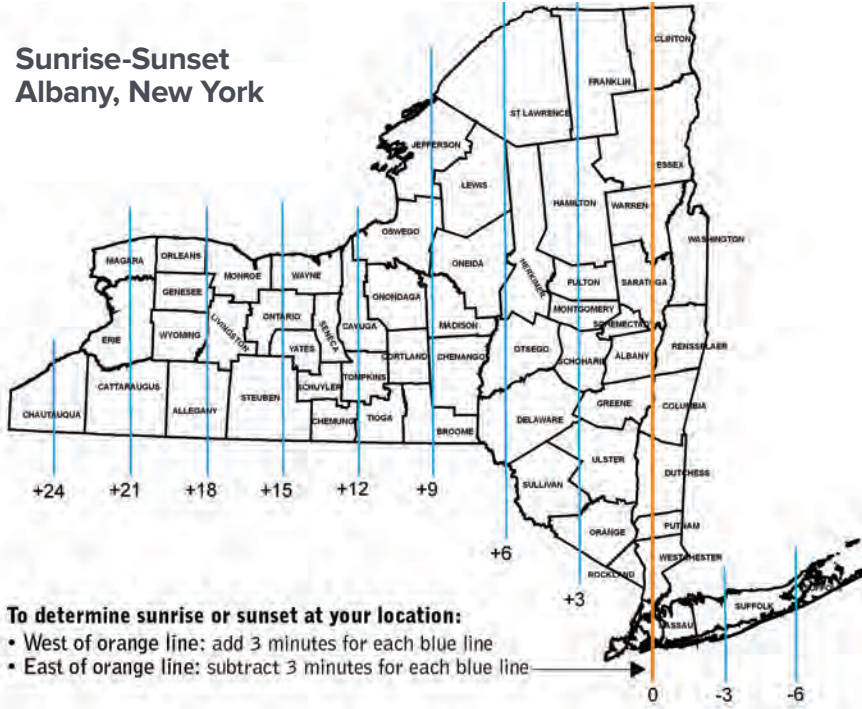 Sunrise-Sunset
Albany, New York
CLINTON
FRANKLIN
ST LAWRENCE
JEFFERSON
ESSEX
LEWIS
HAMILTON
WARREN
OSWEGO
WASHINGTON
NIAGARA
ORLEANS
MONROE
WAYNE
ONEIDA
HERKIMER
FULTON
SARATOGA
GENESEE
ONONDAGA
MONTGOMERY
ONTARIO
LIVINGSTON
SENECA
CAYUGA
MADISON
SCHENECTADY
ERIE
WYOMING
YATES
CORTLAND
CHENANGO
OTSEGO
SCHOHARIE
ALBANY
RENSSELAER
CATTARAUGUS
SCHUYLER
TOMPKINS
STEUBEN
CHAUTAUQUA
ALLEGANY
CHEMUNG
TIOGA
BROOME
DELAWARE
GREENE
COLUMBIA
ULSTER
SULLIVAN
DUTCHESS
ORANGE
PUTNAM
WESTCHESTER
ROCKLAND
SUFFOLK
NASSAU
+24
+21
+18
+15
+12
+9
+6
+3
To determine sunrise or sunset at your location:
• West of orange line: add 3 minutes for each blue line
• East of orange line: subtract 3 minutes for each blue line
0
-3
-6